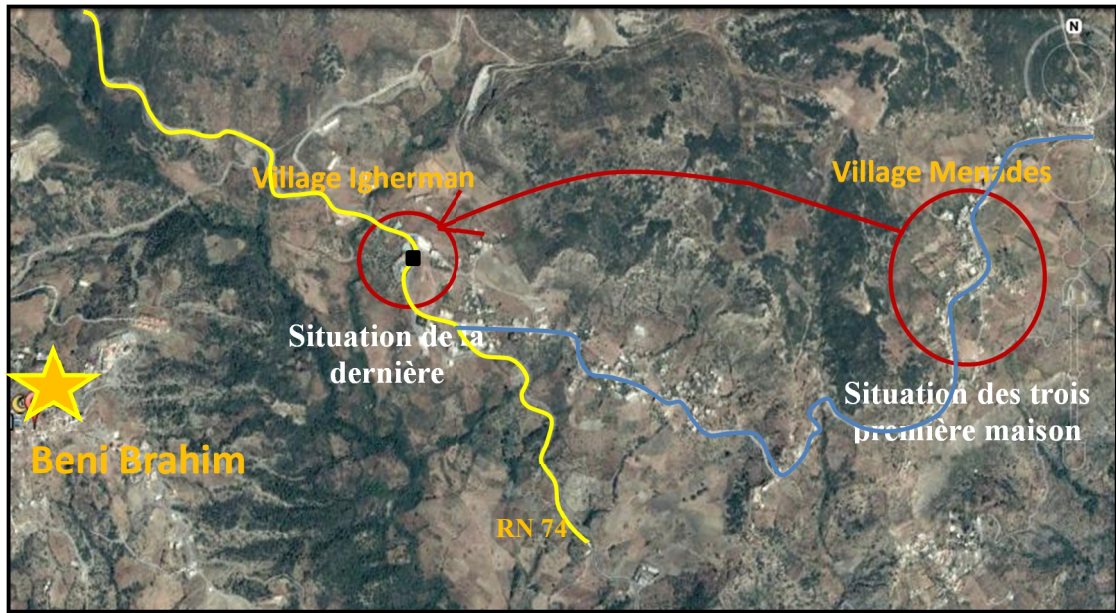 N
Village Igherman
Village Menades
Situation de la
dernière
Situation des trois
première maison
Beni Brahim
RN 74